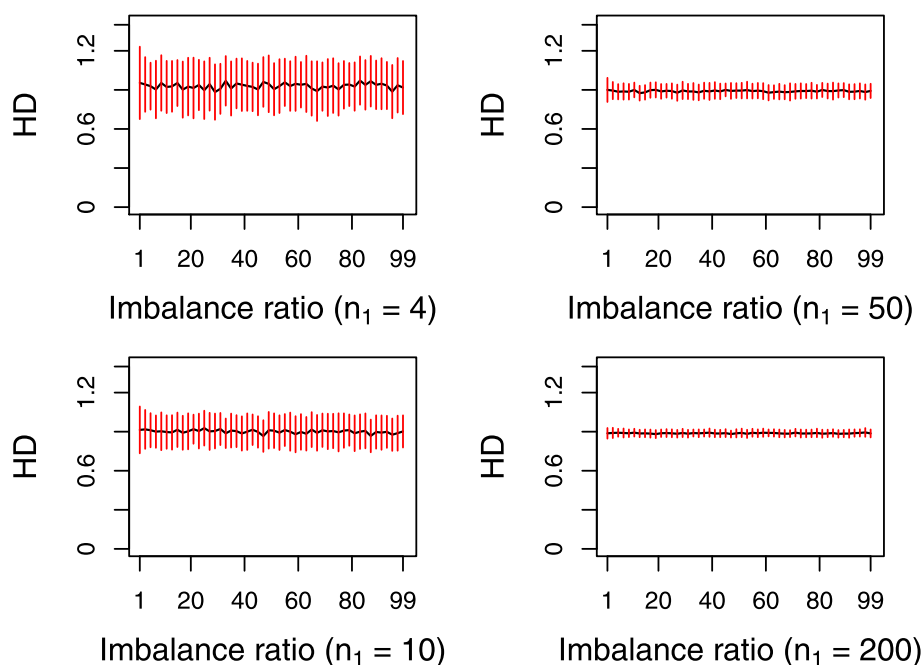 HD
1.2
0.6
0
1 20 40 60 80 99
Imbalance ratio (n₁ = 4)
HD
1.2
0.6
0
1 20 40 60 80 99
Imbalance ratio (n₁ = 50)
HD
1.2
0.6
0
1 20 40 60 80 99
Imbalance ratio (n₁ = 10)
HD
1.2
0.6
0
1 20 40 60 80 99
Imbalance ratio (n₁ = 200)